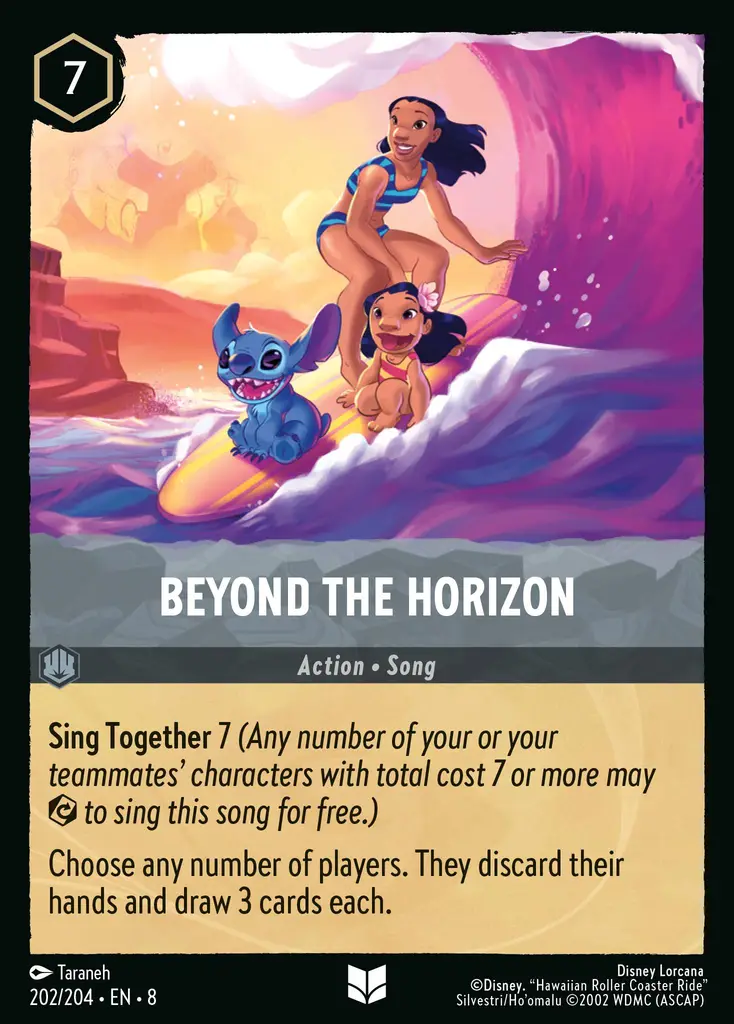 7
BEYOND THE HORIZON
Action • Song
Sing Together 7 (Any number of your or your
teammates’ characters with total cost 7 or more may
to sing this song for free.)
Choose any number of players. They discard their
hands and draw 3 cards each.
Taraneh
202/204 • EN • 8
Disney Lorcana
©Disney. “Hawaiian Roller Coaster Ride”
Silvestri/Ho’omalu ©2002 WDMC (ASCAP)